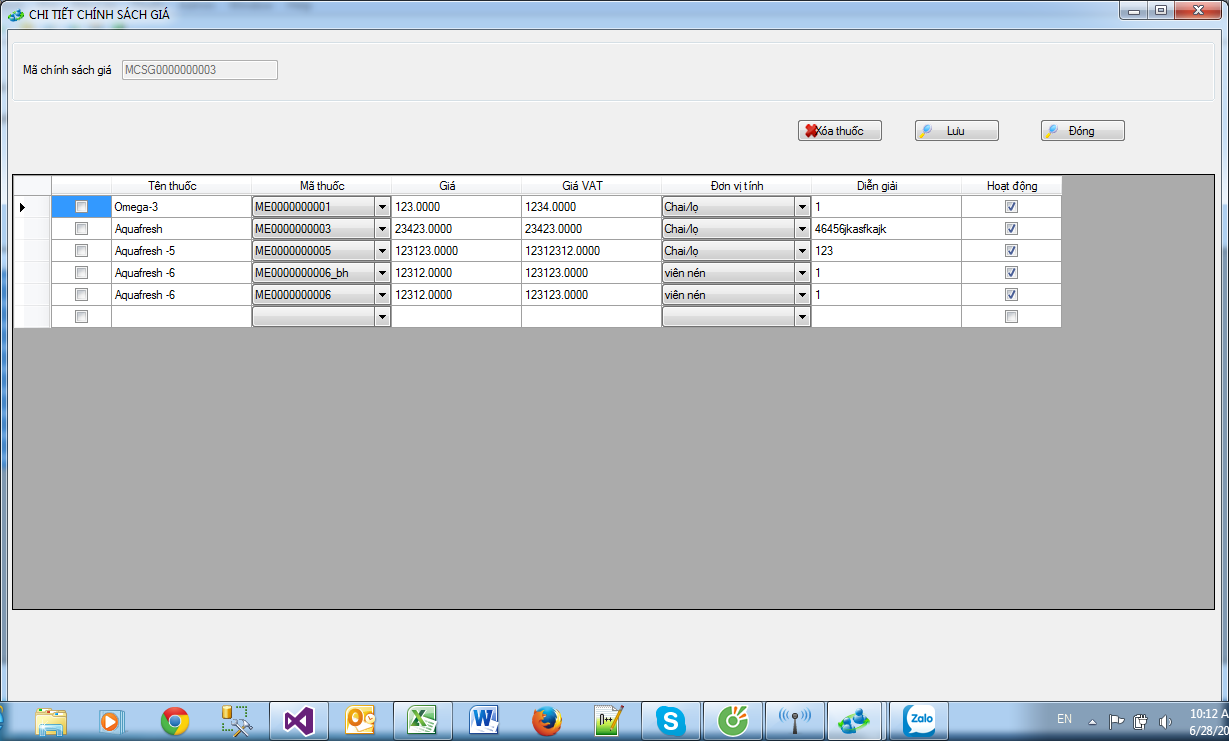 CHI TIẾT CHÍNH SÁCH GIÁ
Mã chính sách giá MCSG0000000003
Xóa thuốc Lưu Đóng
Tên thuốc Mã thuốc Giá Giá VAT Đơn vị tính Diễn giải Hoạt động
Omega-3 ME0000000001 123.0000 1234.0000 Chai/lọ 1
Aquafresh ME0000000003 23423.0000 23423.0000 Chai/lọ 46456jkasfkajk
Aquafresh -5 ME0000000005 123123.0000 12312312.0000 Chai/lọ 123
Aquafresh -6 ME0000000006_bh 12312.0000 123123.0000 viên nén 1
Aquafresh -6 ME0000000006 12312.0000 123123.0000 viên nén 1
EN 10:12 A
Zalo
6/28/20